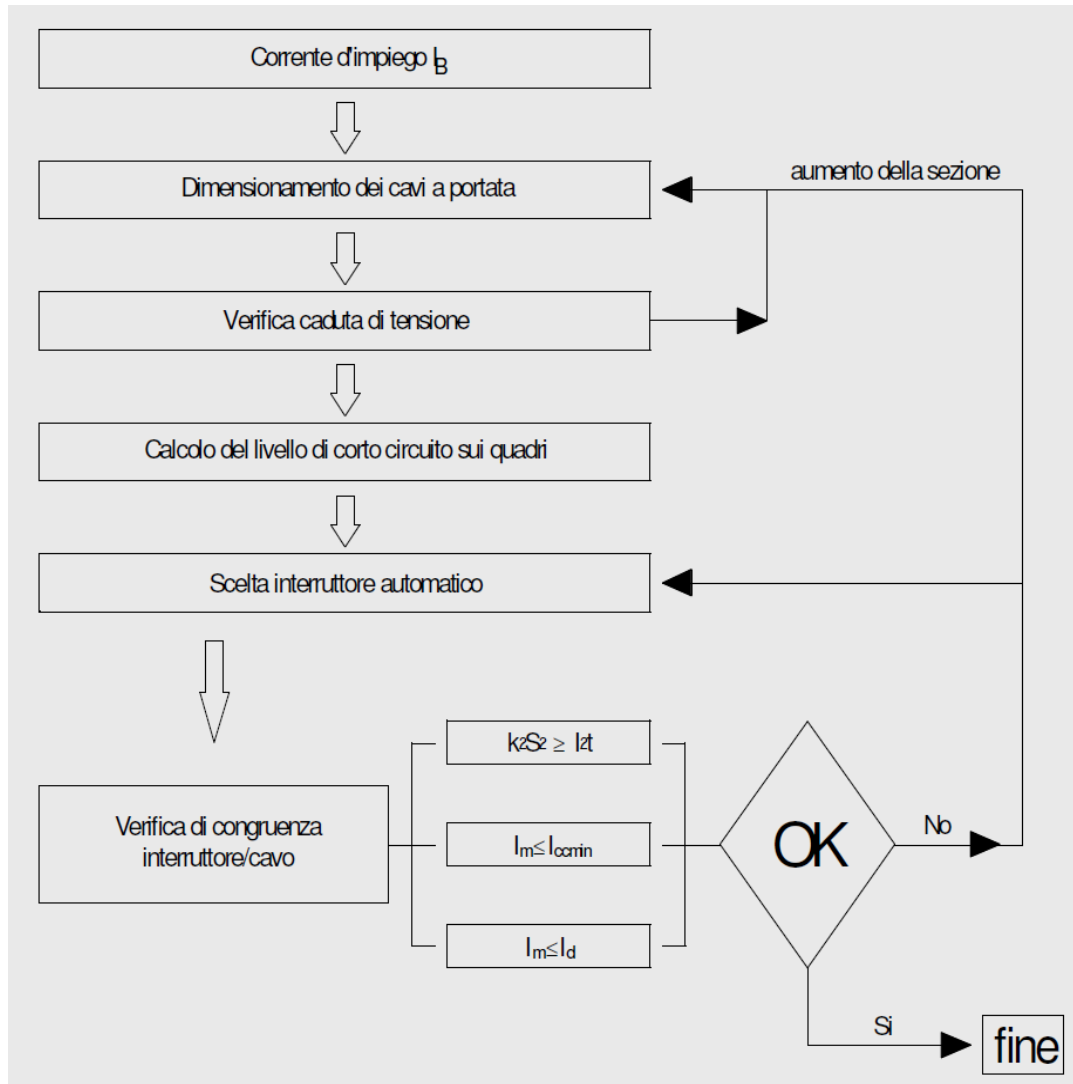 Corrente d'impiego I_B
Dimensionamento dei cavi a portata
aumento della sezione
Verifica caduta di tensione
Calcolo del livello di corto circuito sui quadri
Scelta interruttore automatico
Verifica di congruenza
interruttore/cavo
k2S2 ≥ I2t
Im≤Iccmin
Im≤Id
OK
No
Si
fine